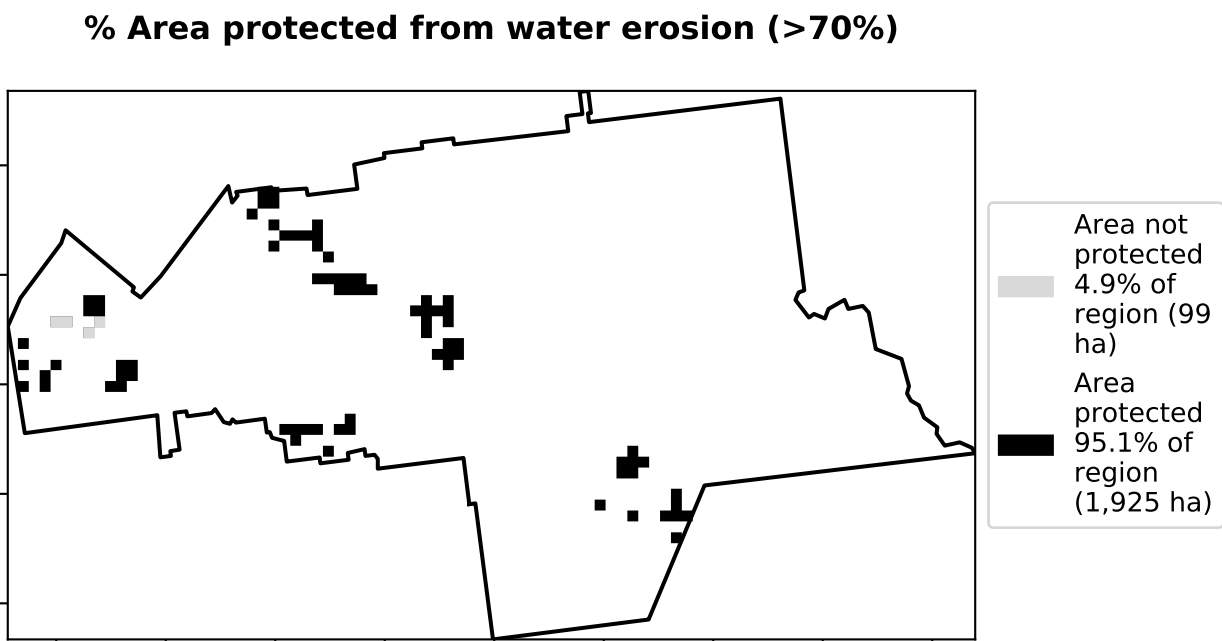 % Area protected from water erosion (>70%)
Area not
protected
4.9% of
region (99
ha)
Area
protected
95.1% of
region
(1,925 ha)